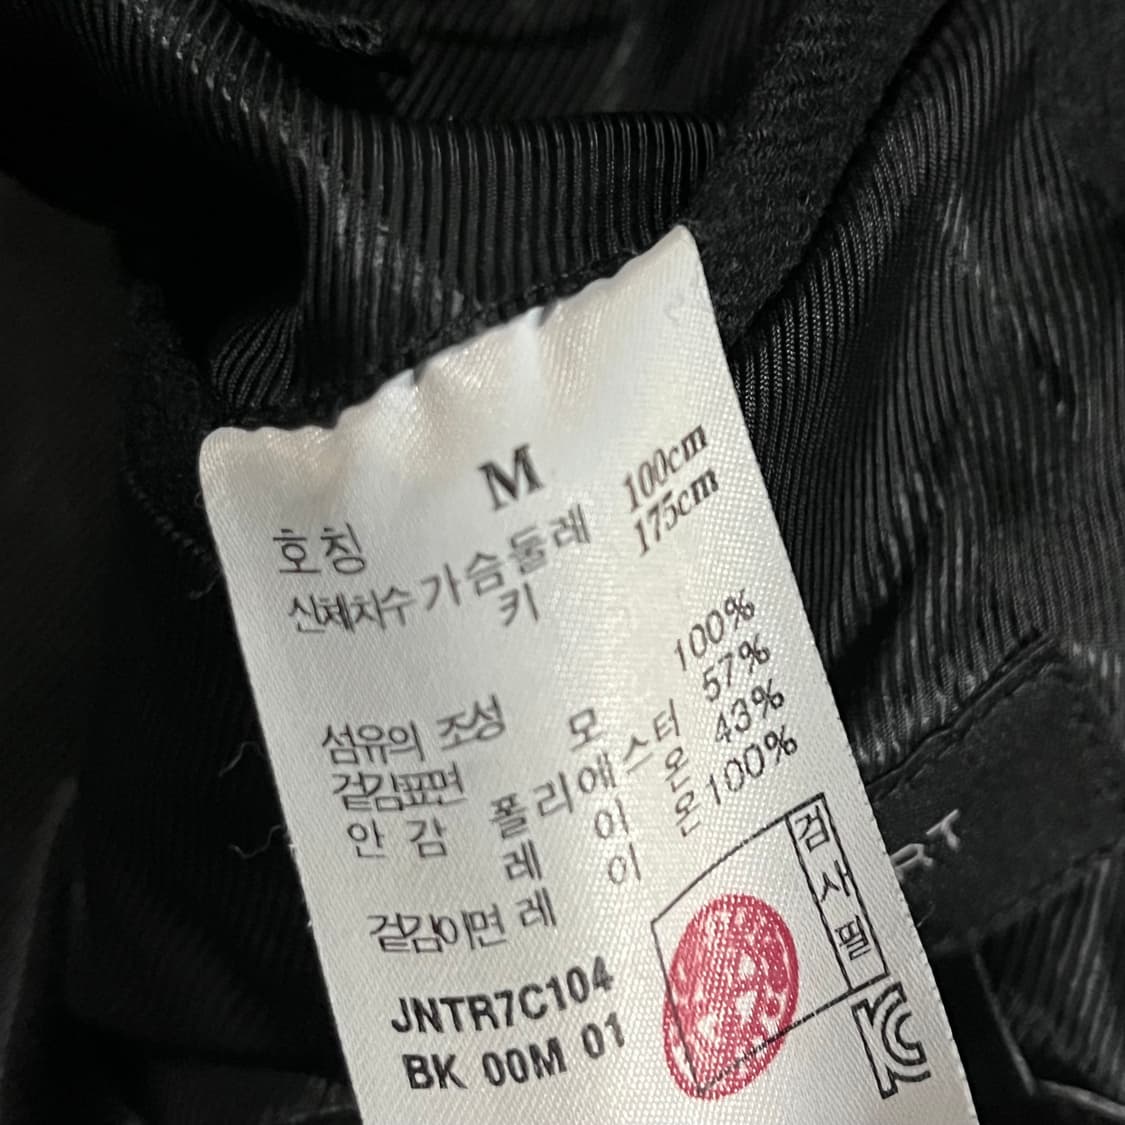 호칭 M
신체치수 가슴둘레 100cm
키 175cm
섬유의 조성
겉감표면 모 100%
안 감 폴리에스터 57%
레이온 43%
겉감이면 레이온 100%
JNTR7C104
BK 00M 01
검사필
KC
RT